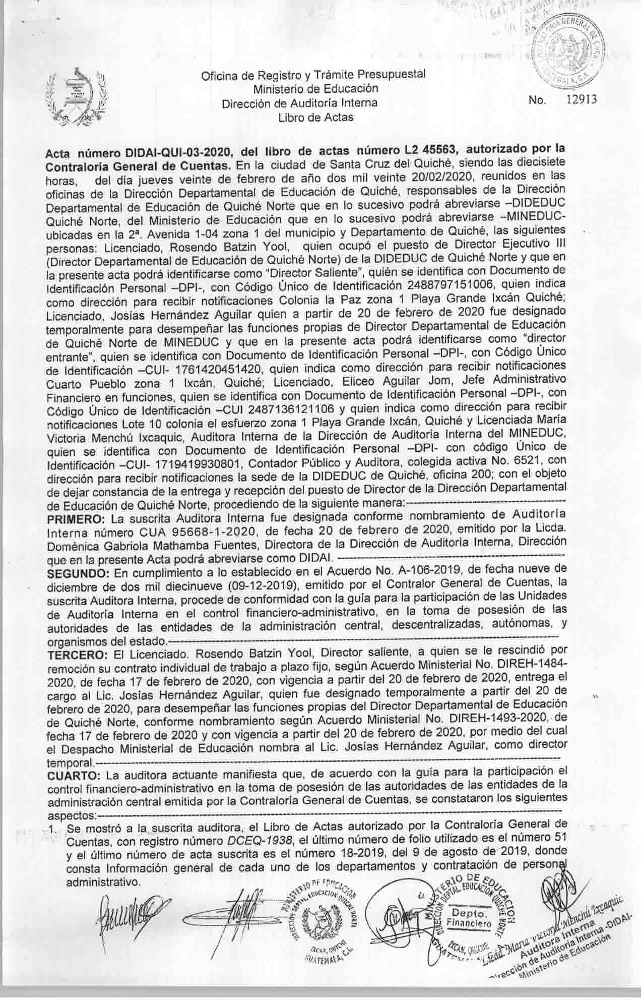 CONTRALORIA GENERAL DE CUENTAS
GUATEMALA, C.A.
Oficina de Registro y Trámite Presupuestal
Ministerio de Educación
Dirección de Auditoría Interna
Libro de Actas
No. 12913
Acta número DIDAI-QUI-03-2020, del libro de actas número L2 45563, autorizado por la
Contraloría General de Cuentas. En la ciudad de Santa Cruz del Quiché, siendo las diecisiete
horas, del día jueves veinte de febrero de año dos mil veinte 20/02/2020, reunidos en las
oficinas de la Dirección Departamental de Educación de Quiché, responsables de la Dirección
Departamental de Educación de Quiché Norte que en lo sucesivo podrá abreviarse –DIDEDUC
Quiché Norte, del Ministerio de Educación que en lo sucesivo podrá abreviarse –MINEDUC-
ubicadas en la 2ª. Avenida 1-04 zona 1 del municipio y Departamento de Quiché, las siguientes
personas: Licenciado, Rosendo Batzin Yool, quien ocupó el puesto de Director Ejecutivo III
(Director Departamental de Educación de Quiché Norte) de la DIDEDUC de Quiché Norte y que en
la presente acta podrá identificarse como "Director Saliente", quién se identifica con Documento de
Identificación Personal –DPI-, con Código Único de Identificación 2488797151006, quien indica
como dirección para recibir notificaciones Colonia la Paz zona 1 Playa Grande Ixcán Quiché;
Licenciado, Josías Hernández Aguilar quien a partir de 20 de febrero de 2020 fue designado
temporalmente para desempeñar las funciones propias de Director Departamental de Educación
de Quiché Norte de MINEDUC y que en la presente acta podrá identificarse como "director
entrante", quien se identifica con Documento de Identificación Personal –DPI-, con Código Único
de Identificación –CUI- 1761420451420, quien indica como dirección para recibir notificaciones
Cuarto Pueblo zona 1 Ixcán, Quiché; Licenciado, Eliceo Aguilar Jom, Jefe Administrativo
Financiero en funciones, quien se identifica con Documento de Identificación Personal –DPI-, con
Código Único de Identificación –CUI 2487136121106 y quien indica como dirección para recibir
notificaciones Lote 10 colonia el esfuerzo zona 1 Playa Grande Ixcán, Quiché y Licenciada María
Victoria Menchú Ixcaquic, Auditora Interna de la Dirección de Auditoría Interna del MINEDUC,
quien se identifica con Documento de Identificación Personal –DPI- con código Único de
Identificación –CUI- 1719419930801, Contador Público y Auditora, colegida activa No. 6521, con
dirección para recibir notificaciones la sede de la DIDEDUC de Quiché, oficina 200; con el objeto
de dejar constancia de la entrega y recepción del puesto de Director de la Dirección Departamental
de Educación de Quiché Norte, procediendo de la siguiente manera:-----------------------------------
PRIMERO: La suscrita Auditora Interna fue designada conforme nombramiento de Auditoría
Interna número CUA 95668-1-2020, de fecha 20 de febrero de 2020, emitido por la Licda.
Doménica Gabriola Mathamba Fuentes, Directora de la Dirección de Auditoría Interna, Dirección
que en la presente Acta podrá abreviarse como DIDAI. ---------------------------------------------------
SEGUNDO: En cumplimiento a lo establecido en el Acuerdo No. A-106-2019, de fecha nueve de
diciembre de dos mil diecinueve (09-12-2019), emitido por el Contralor General de Cuentas, la
suscrita Auditora Interna, procede de conformidad con la guía para la participación de las Unidades
de Auditoría Interna en el control financiero-administrativo, en la toma de posesión de las
autoridades de las entidades de la administración central, descentralizadas, autónomas, y
organismos del estado.-----------------------------------------------------------------------------------
TERCERO: El Licenciado. Rosendo Batzin Yool, Director saliente, a quien se le rescindió por
remoción su contrato individual de trabajo a plazo fijo, según Acuerdo Ministerial No. DIREH-1484-
2020, de fecha 17 de febrero de 2020, con vigencia a partir del 20 de febrero de 2020, entrega el
cargo al Lic. Josías Hernández Aguilar, quien fue designado temporalmente a partir del 20 de
febrero de 2020, para desempeñar las funciones propias del Director Departamental de Educación
de Quiché Norte, conforme nombramiento según Acuerdo Ministerial No. DIREH-1493-2020, de
fecha 17 de febrero de 2020 y con vigencia a partir del 20 de febrero de 2020, por medio del cual
el Despacho Ministerial de Educación nombra al Lic. Josías Hernández Aguilar, como director
temporal.-----------------------------------------------------------------------------------------------
CUARTO: La auditora actuante manifiesta que, de acuerdo con la guía para la participación el
control financiero-administrativo en la toma de posesión de las autoridades de las entidades de la
administración central emitida por la Contraloría General de Cuentas, se constataron los siguientes
aspectos:-----------------------------------------------------------------------------------------------
1. Se mostró a la suscrita auditora, el Libro de Actas autorizado por la Contraloría General de
Cuentas, con registro número DCEQ-1938, el último número de folio utilizado es el número 51
y el último número de acta suscrita es el número 18-2019, del 9 de agosto de 2019, donde
consta Información general de cada uno de los departamentos y contratación de personal
administrativo.
MINISTERIO DE EDUCACION
DIRECCION DEPTAL. EDUCACION QUICHE NORTE
IXCAN, QUICHE
GUATEMALA, C.A.
MINISTERIO DE EDUCACION
DIRECCION DEPTAL. EDUCACION QUICHE NORTE
Depto.
Financiero
IXCAN, QUICHE
Licda. María Victoria Menchú Ixcaquic
Auditora Interna
Dirección de Auditoría Interna -DIDAI-
Ministerio de Educación